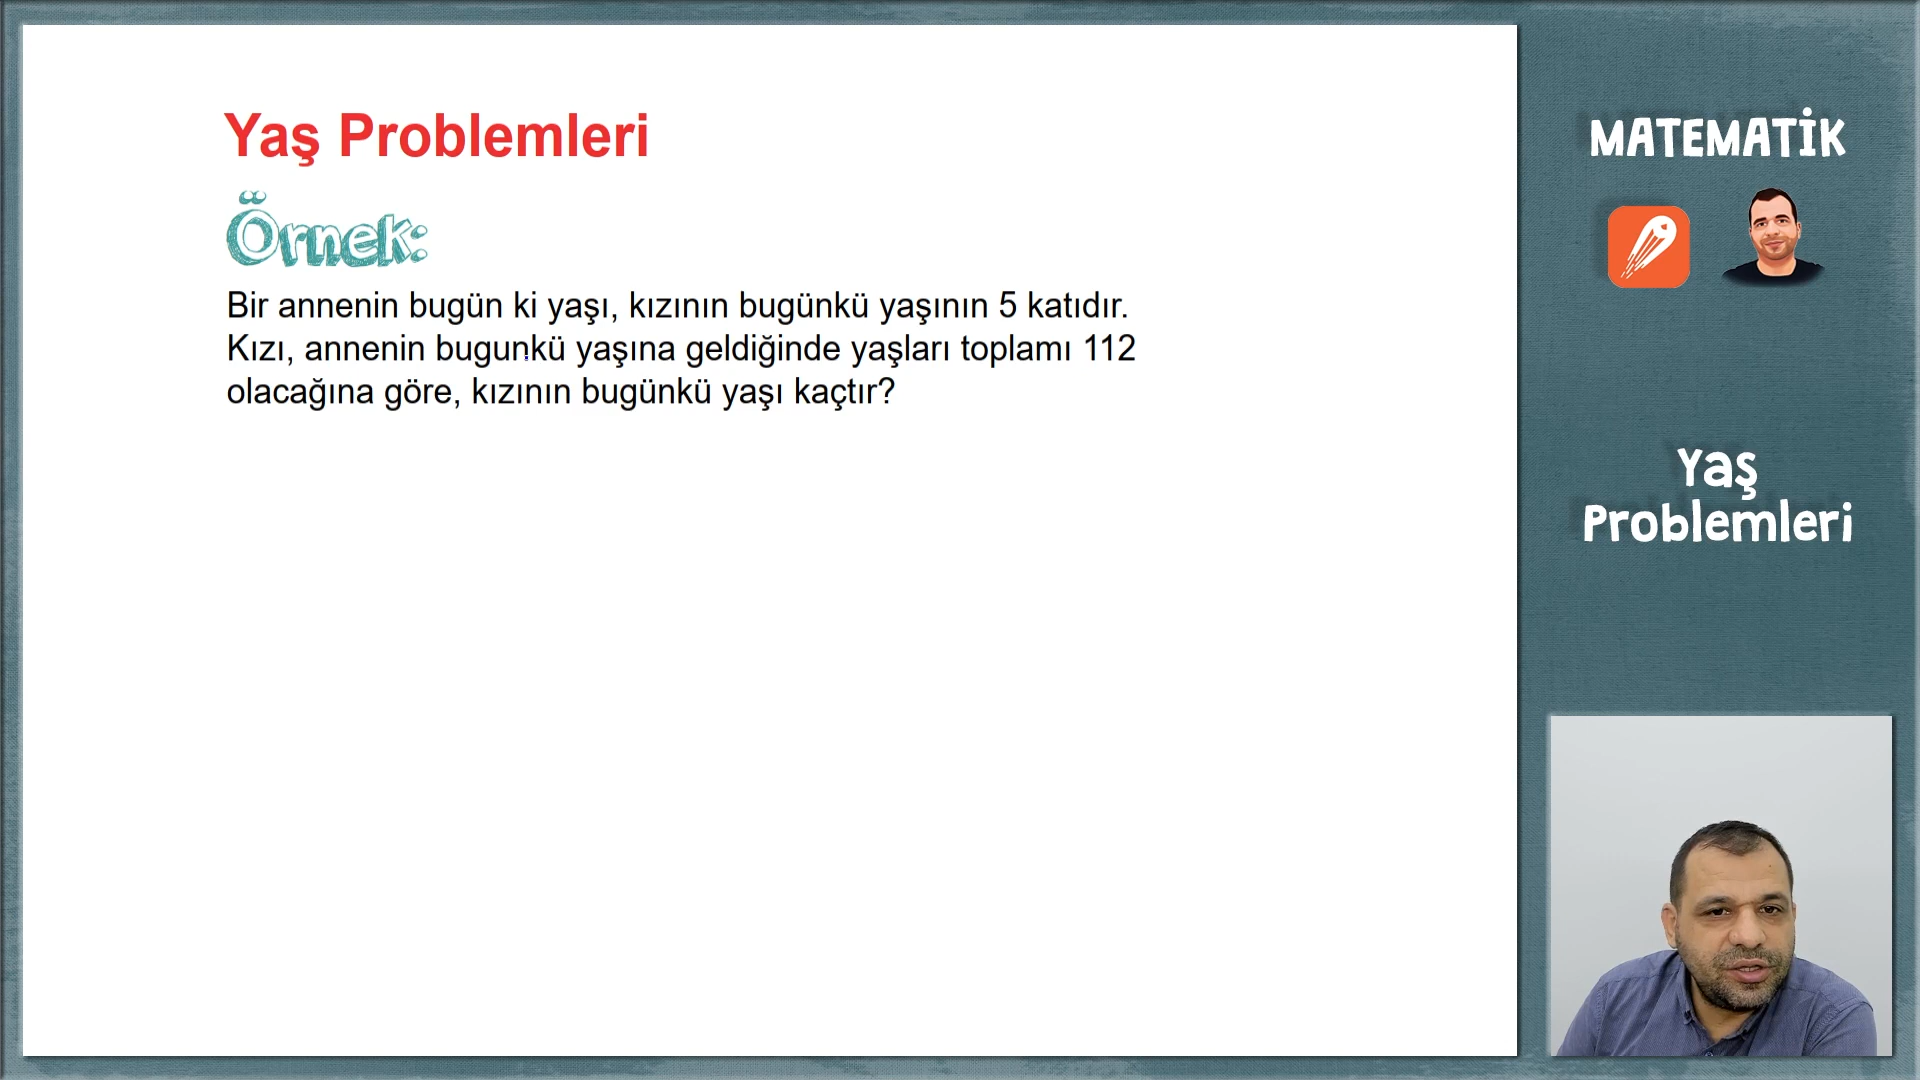 Yaş Problemleri
Örnek:
Bir annenin bugün ki yaşı, kızının bugünkü yaşının 5 katıdır.
Kızı, annenin bugunkü yaşına geldiğinde yaşları toplamı 112
olacağına göre, kızının bugünkü yaşı kaçtır?
MATEMATİK
Yaş
Problemleri